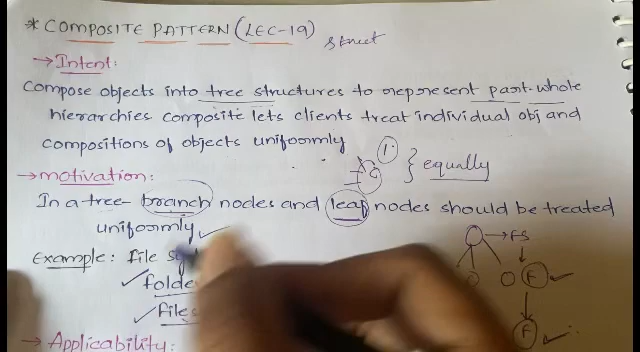 * COMPOSITE PATTERN (LEC-19) struct
→ Intent:
Compose objects into tree structures to represent part-whole
hierarchies composite lets clients treat individual obj and
compositions of objects uniformly
1.
} equally
→ motivation:
In a tree branch nodes and leaf nodes should be treated
uniformly
→ FS
Example: file
F
folde
files
F
→ Applicability: